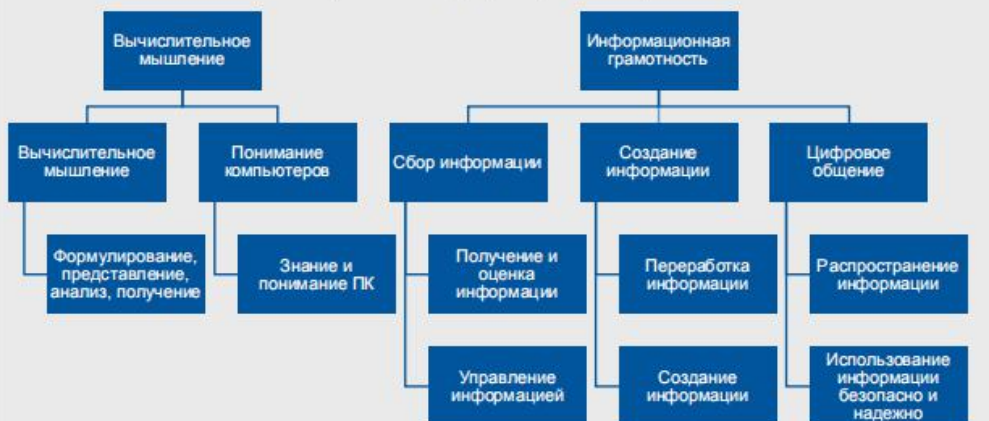 Вычислительное
мышление
Информационная
грамотность
Вычислительное
мышление
Понимание
компьютеров
Сбор информации
Создание
информации
Цифровое
общение
Формулирование,
представление,
анализ, получение
Знание и
понимание ПК
Получение и
оценка
информации
Переработка
информации
Распространение
информации
Управление
информацией
Создание
информации
Использование
информации
безопасно и
надежно